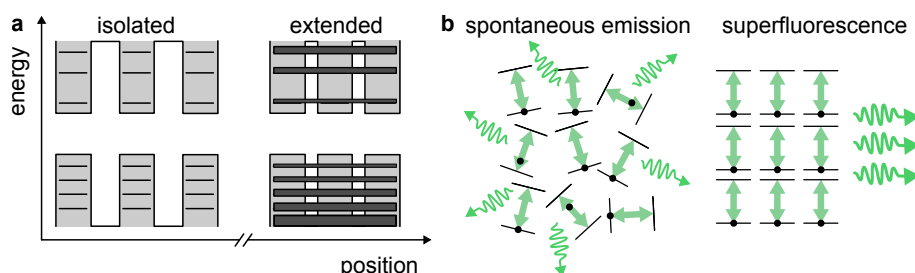 a
isolated
extended
energy
position
b
spontaneous emission
superfluorescence